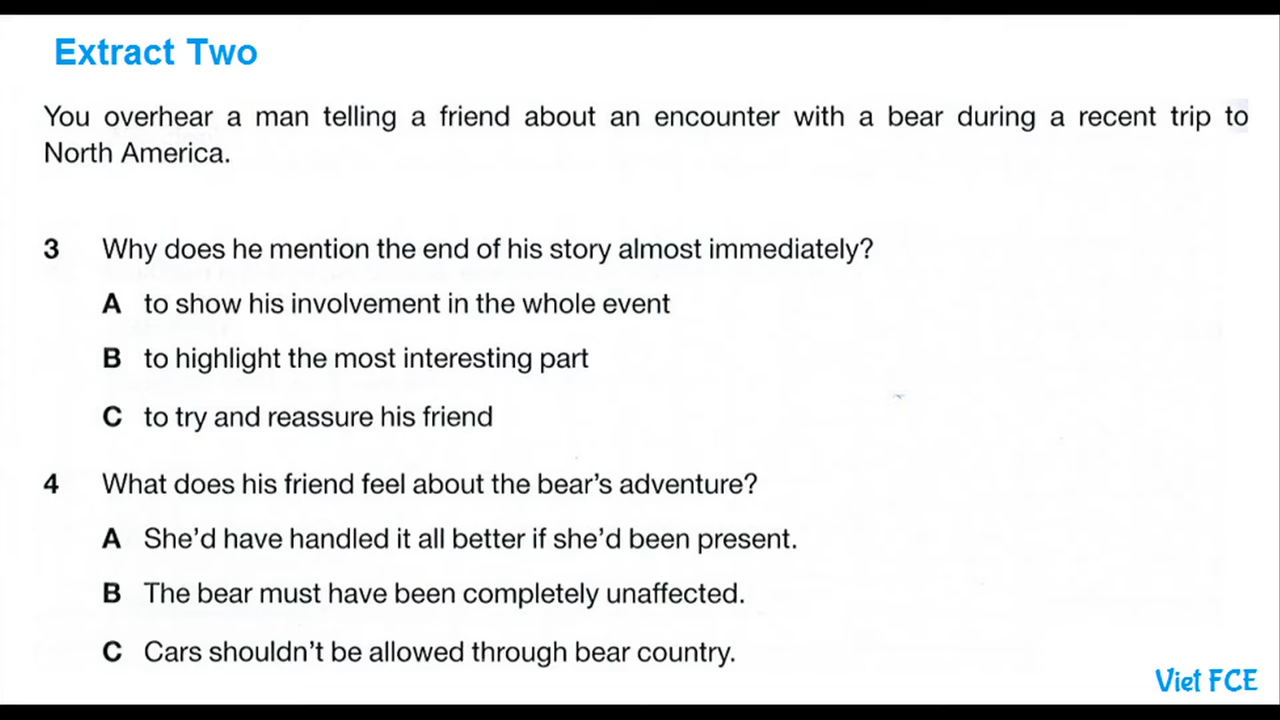 Extract Two
You overhear a man telling a friend about an encounter with a bear during a recent trip to
North America.
3 Why does he mention the end of his story almost immediately?
A to show his involvement in the whole event
B to highlight the most interesting part
C to try and reassure his friend
4 What does his friend feel about the bear's adventure?
A She'd have handled it all better if she'd been present.
B The bear must have been completely unaffected.
C Cars shouldn't be allowed through bear country.
Viet FCE